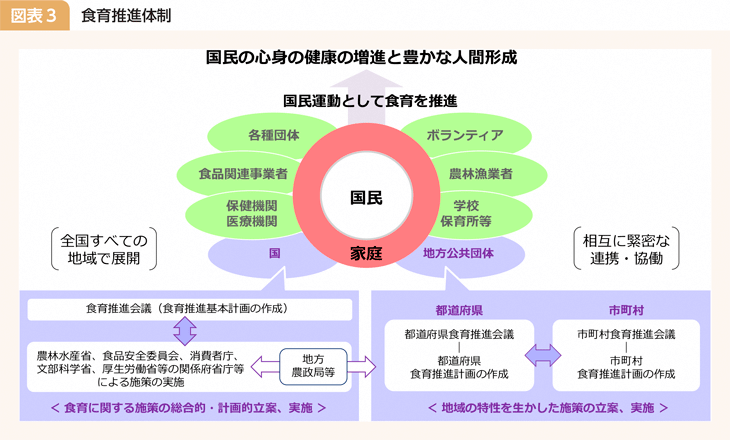 図表3 食育推進体制
国民の心身の健康の増進と豊かな人間形成
国民運動として食育を推進
各種団体
ボランティア
食品関連事業者
農林漁業者
保健機関
医療機関
学校
保育所等
国民
家庭
国
地方公共団体
全国すべての
地域で展開
相互に緊密な
連携・協働
食育推進会議（食育推進基本計画の作成）
農林水産省、食品安全委員会、消費者庁、
文部科学省、厚生労働省等の関係府省庁等
による施策の実施
地方
農政局等
＜ 食育に関する施策の総合的・計画的立案、実施 ＞
都道府県
都道府県食育推進会議
都道府県
食育推進計画の作成
市町村
市町村食育推進会議
市町村
食育推進計画の作成
＜ 地域の特性を生かした施策の立案、実施 ＞